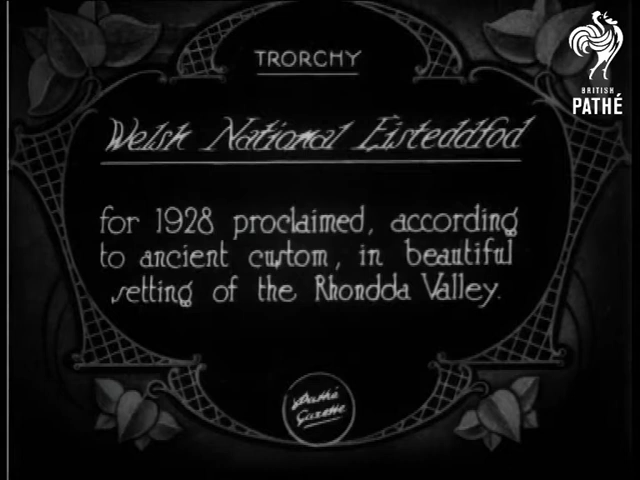 TRORCHY
Welsh National Eisteddfod
for 1928 proclaimed, according
to ancient custom, in beautiful
setting of the Rhondda Valley.
Pathé
Gazette
BRITISH
PATHÉ